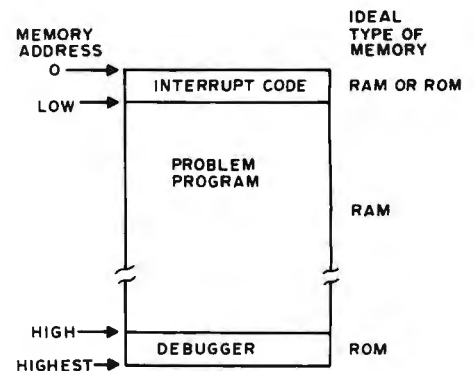 MEMORY
ADDRESS
IDEAL
TYPE OF
MEMORY
0
INTERRUPT CODE
RAM OR ROM
LOW
PROBLEM
PROGRAM
RAM
HIGH
DEBUGGER
ROM
HIGHEST